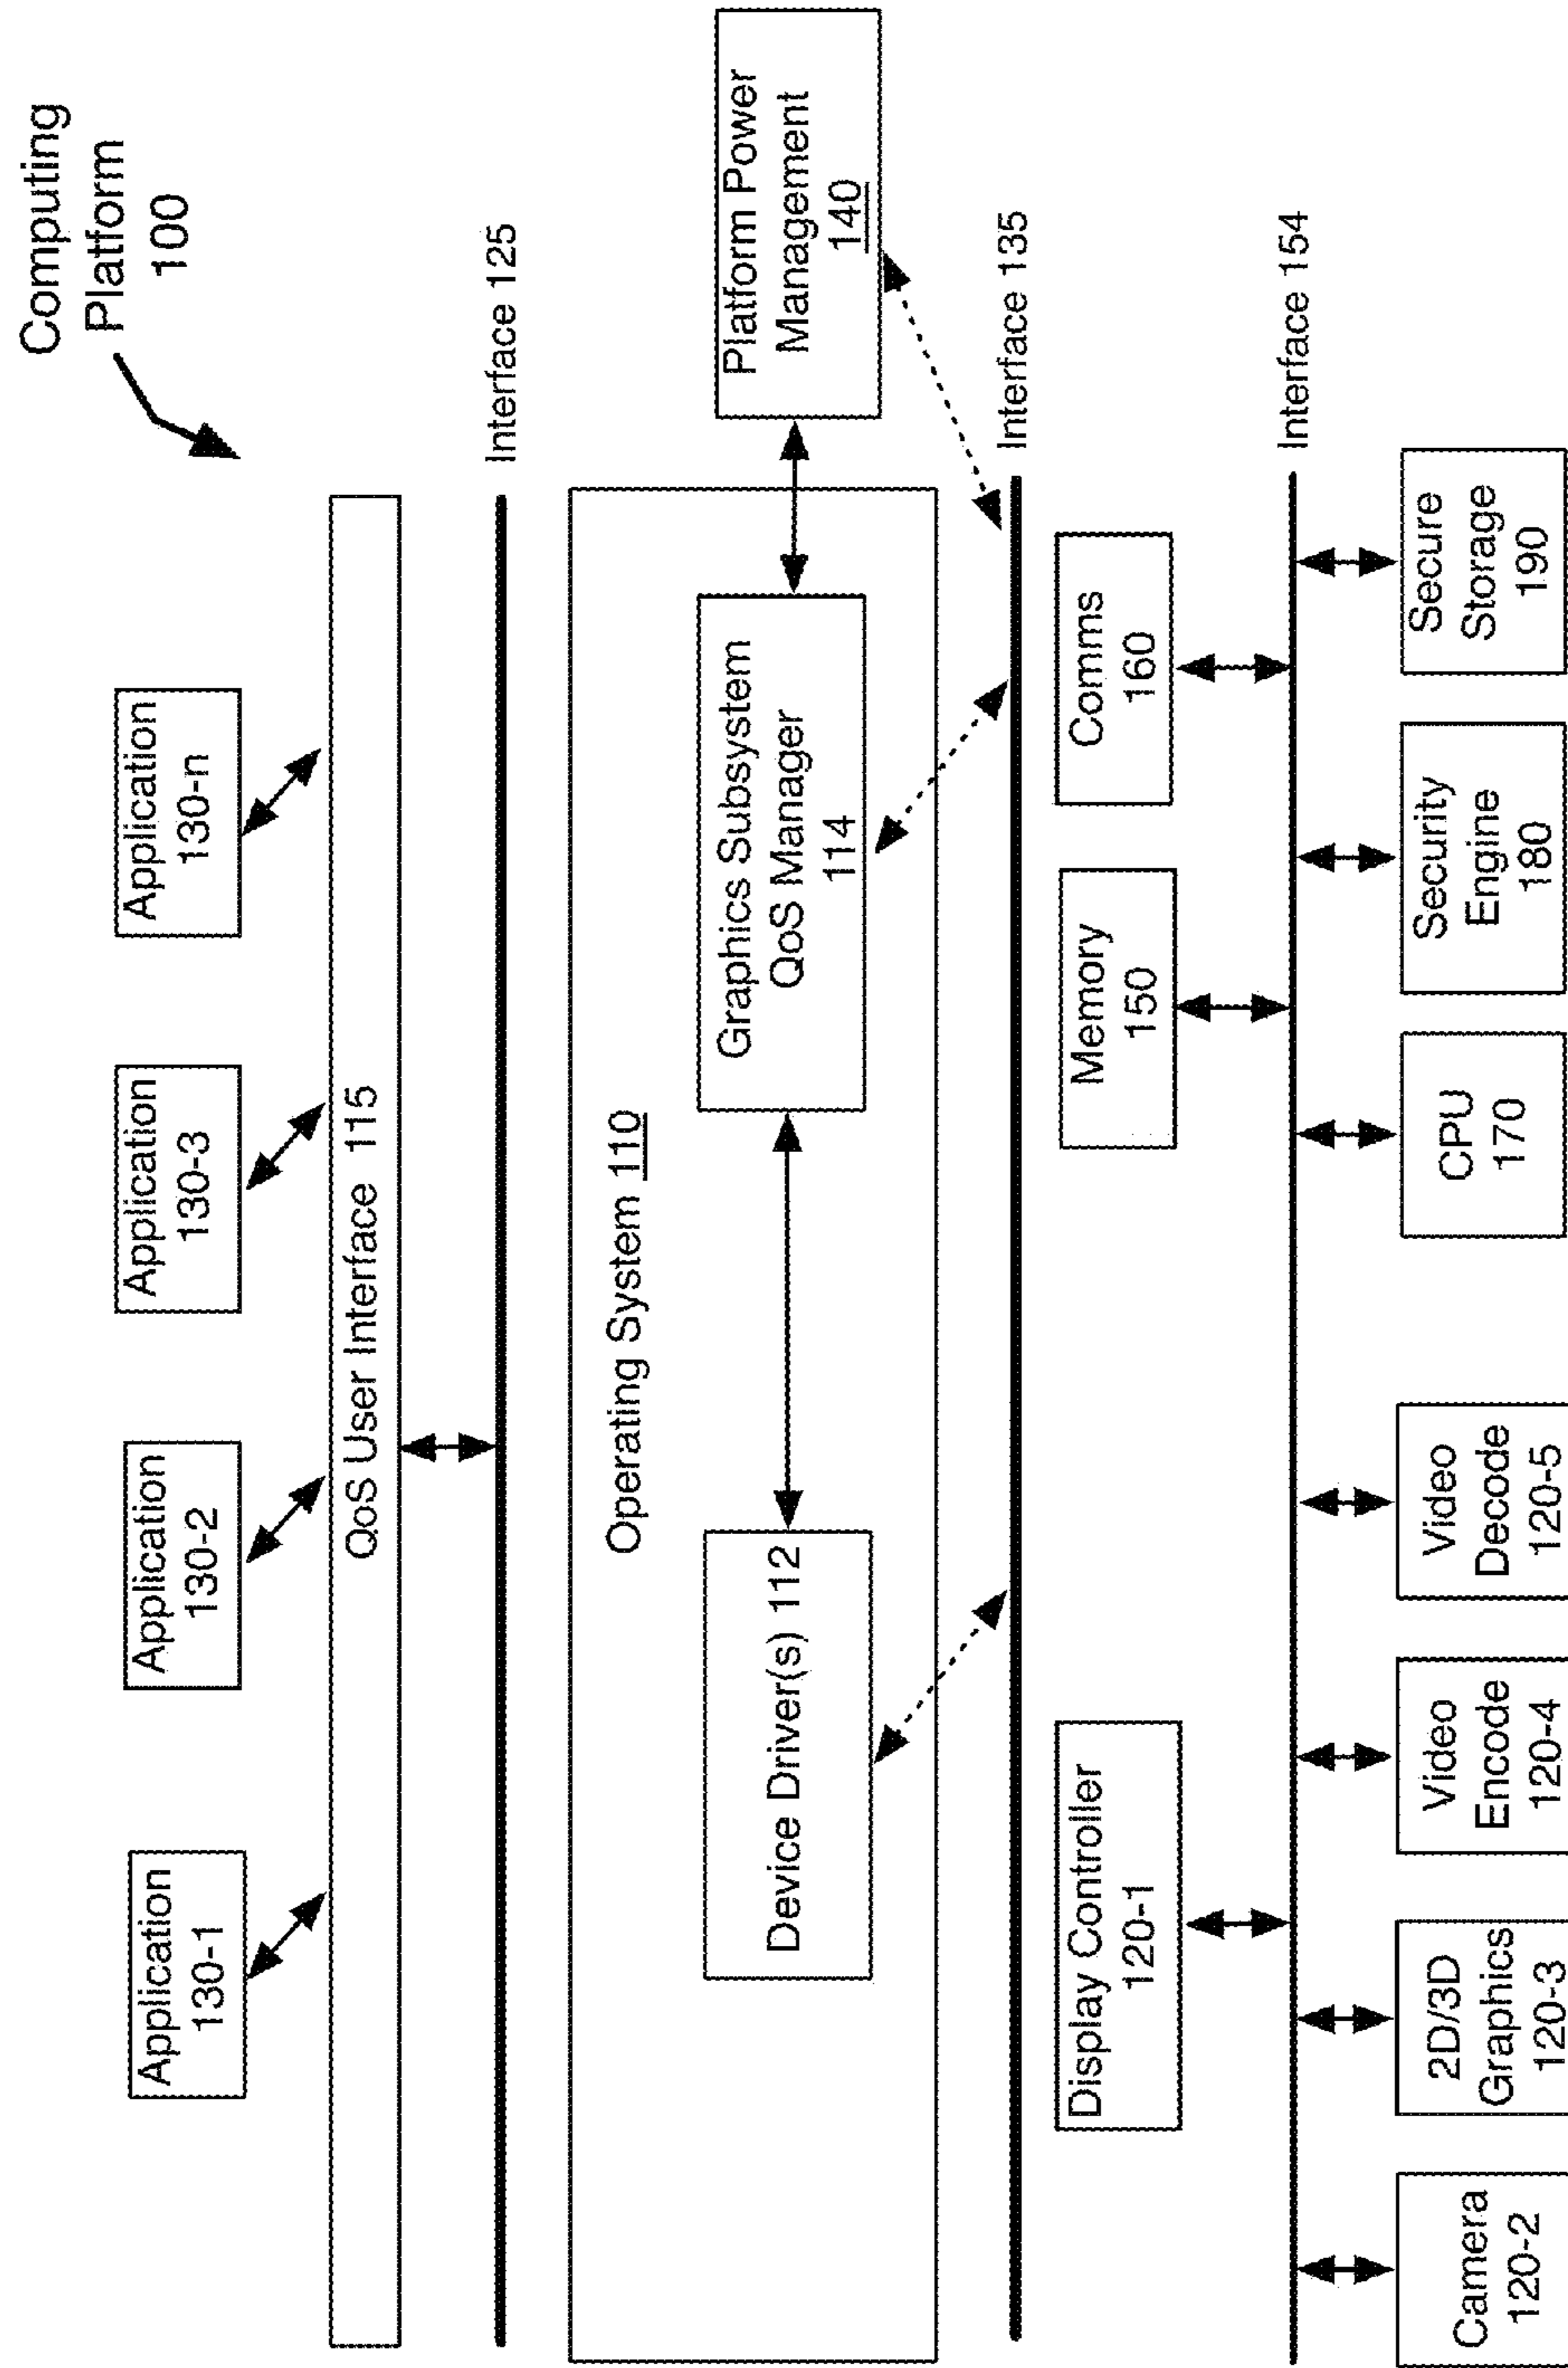 Computing
Platform
100
Application
130-1
Application
130-2
Application
130-3
Application
130-n
QoS User Interface 115
Interface 125
Operating System 110
Device Driver(s) 112
Graphics Subsystem
QoS Manager
114
Platform Power
Management
140
Interface 135
Display Controller
120-1
Memory
150
Comms
160
Interface 154
Camera
120-2
2D/3D
Graphics
120-3
Video
Encode
120-4
Video
Decode
120-5
CPU
170
Security
Engine
180
Secure
Storage
190